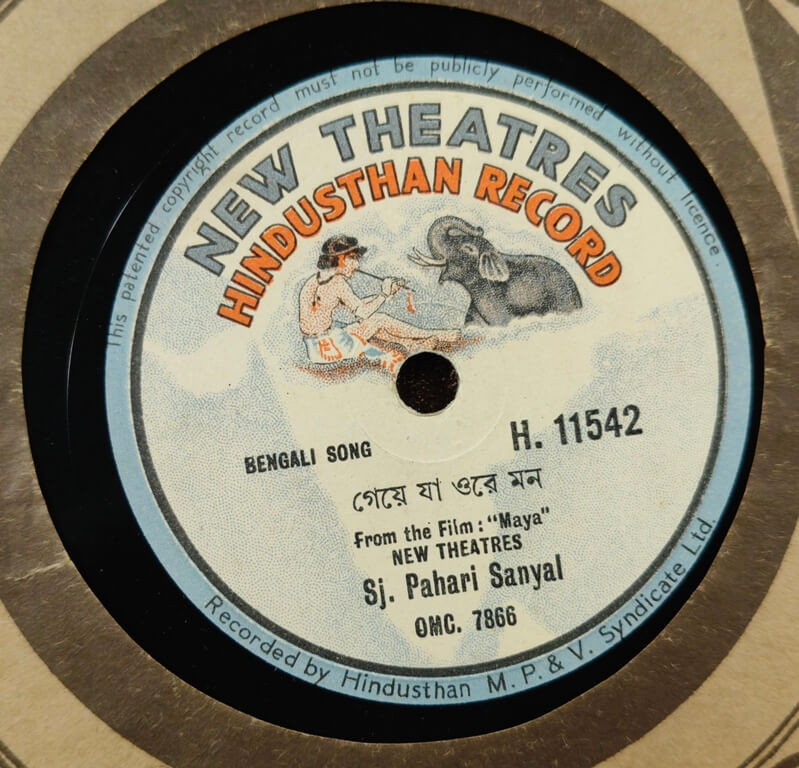 This patented copyright record must not be publicly performed without licence.
NEW THEATRES
HINDUSTHAN RECORD
BENGALI SONG
H. 11542
গেয়ে যা ওরে মন
From the Film : "Maya"
NEW THEATRES
Sj. Pahari Sanyal
OMC. 7866
Recorded by Hindusthan M. P. & V. Syndicate Ltd.